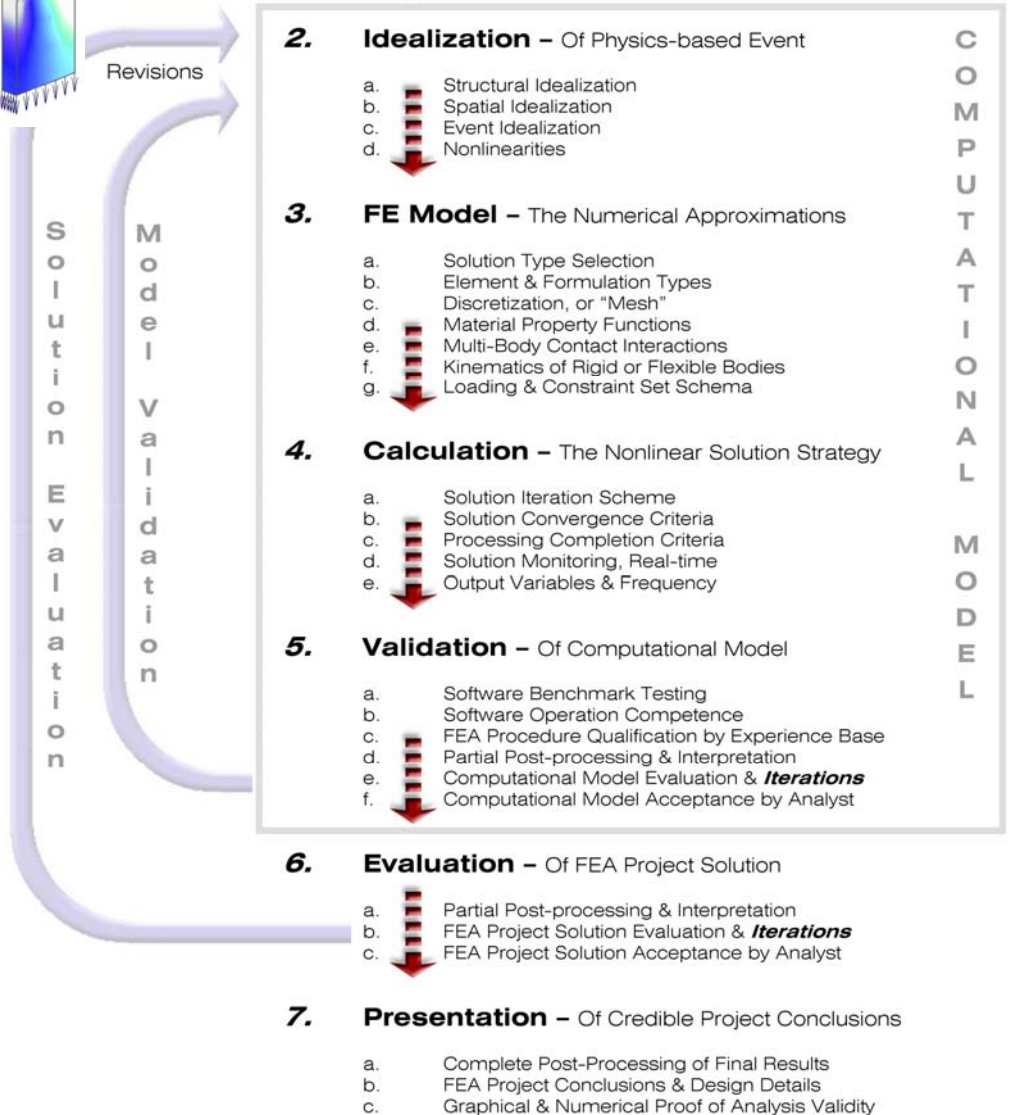 2. Idealization – Of Physics-based Event
a. Structural Idealization
b. Spatial Idealization
c. Event Idealization
d. Nonlinearities
3. FE Model – The Numerical Approximations
a. Solution Type Selection
b. Element & Formulation Types
c. Discretization, or “Mesh”
d. Material Property Functions
e. Multi-Body Contact Interactions
f. Kinematics of Rigid or Flexible Bodies
g. Loading & Constraint Set Schema
4. Calculation – The Nonlinear Solution Strategy
a. Solution Iteration Scheme
b. Solution Convergence Criteria
c. Processing Completion Criteria
d. Solution Monitoring, Real-time
e. Output Variables & Frequency
5. Validation – Of Computational Model
a. Software Benchmark Testing
b. Software Operation Competence
c. FEA Procedure Qualification by Experience Base
d. Partial Post-processing & Interpretation
e. Computational Model Evaluation & Iterations
f. Computational Model Acceptance by Analyst
6. Evaluation – Of FEA Project Solution
a. Partial Post-processing & Interpretation
b. FEA Project Solution Evaluation & Iterations
c. FEA Project Solution Acceptance by Analyst
7. Presentation – Of Credible Project Conclusions
a. Complete Post-Processing of Final Results
b. FEA Project Conclusions & Design Details
c. Graphical & Numerical Proof of Analysis Validity
Revisions
Solution Evaluation
Model Validation
COMPUTATIONAL MODEL